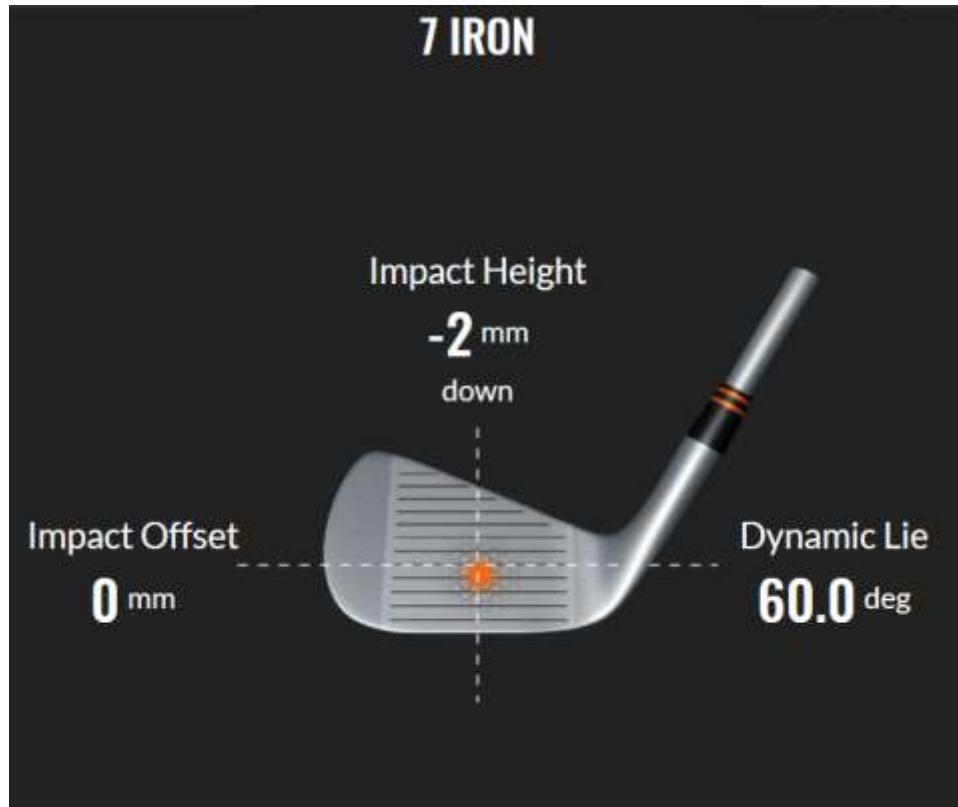 7 IRON
Impact Height
-2 mm
down
Impact Offset
0 mm
Dynamic Lie
60.0 deg